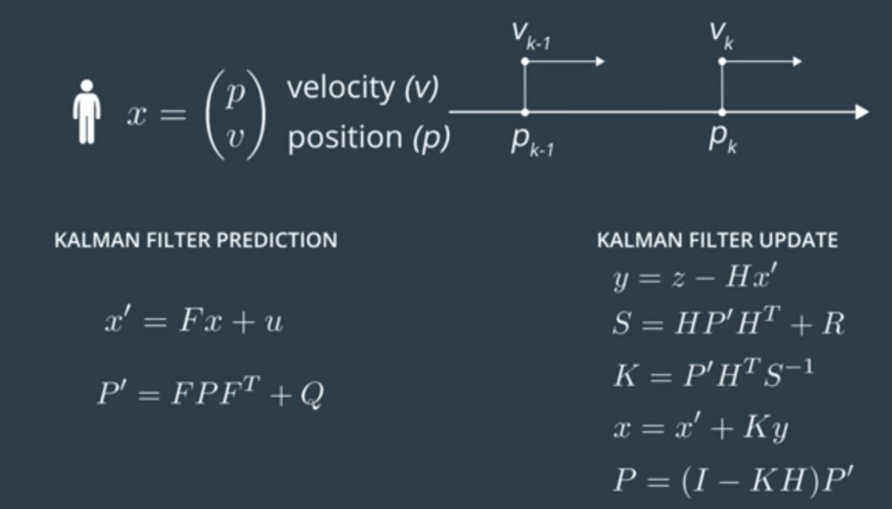 v_{k-1} v_k
x = \begin{pmatrix} p \\ v \end{pmatrix} velocity (v)
position (p)
p_{k-1} p_k
KALMAN FILTER PREDICTION
x' = Fx + u
P' = FPF^T + Q
KALMAN FILTER UPDATE
y = z - Hx'
S = HP'H^T + R
K = P'H^T S^{-1}
x = x' + Ky
P = (I - KH)P'